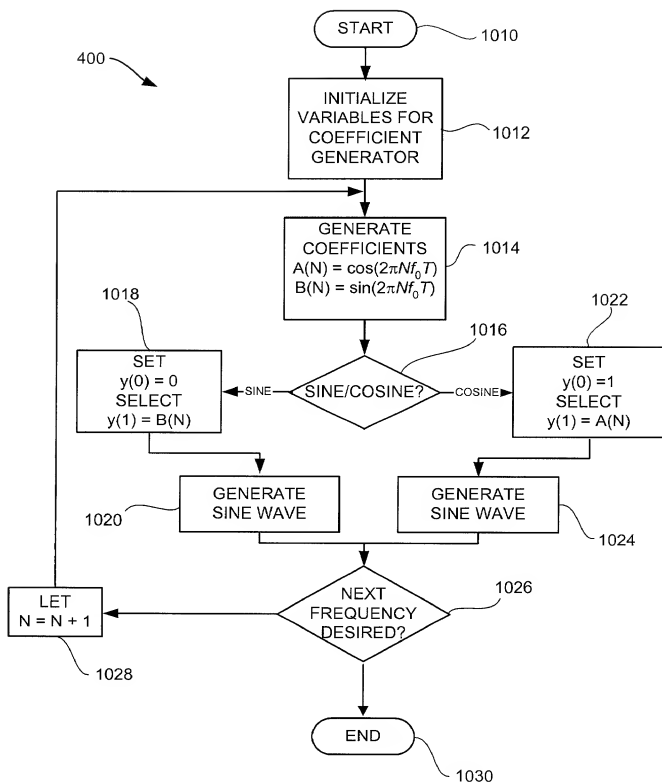 START
1010
400
INITIALIZE
VARIABLES FOR
COEFFICIENT
GENERATOR
1012
GENERATE
COEFFICIENTS
A(N) = cos(2πNf₀T)
B(N) = sin(2πNf₀T)
1014
1018
1016
1022
SET
y(0) = 0
SELECT
y(1) = B(N)
SINE
SINE/COSINE?
COSINE
SET
y(0) =1
SELECT
y(1) = A(N)
GENERATE
SINE WAVE
1020
GENERATE
SINE WAVE
1024
NEXT
FREQUENCY
DESIRED?
1026
LET
N = N + 1
1028
END
1030